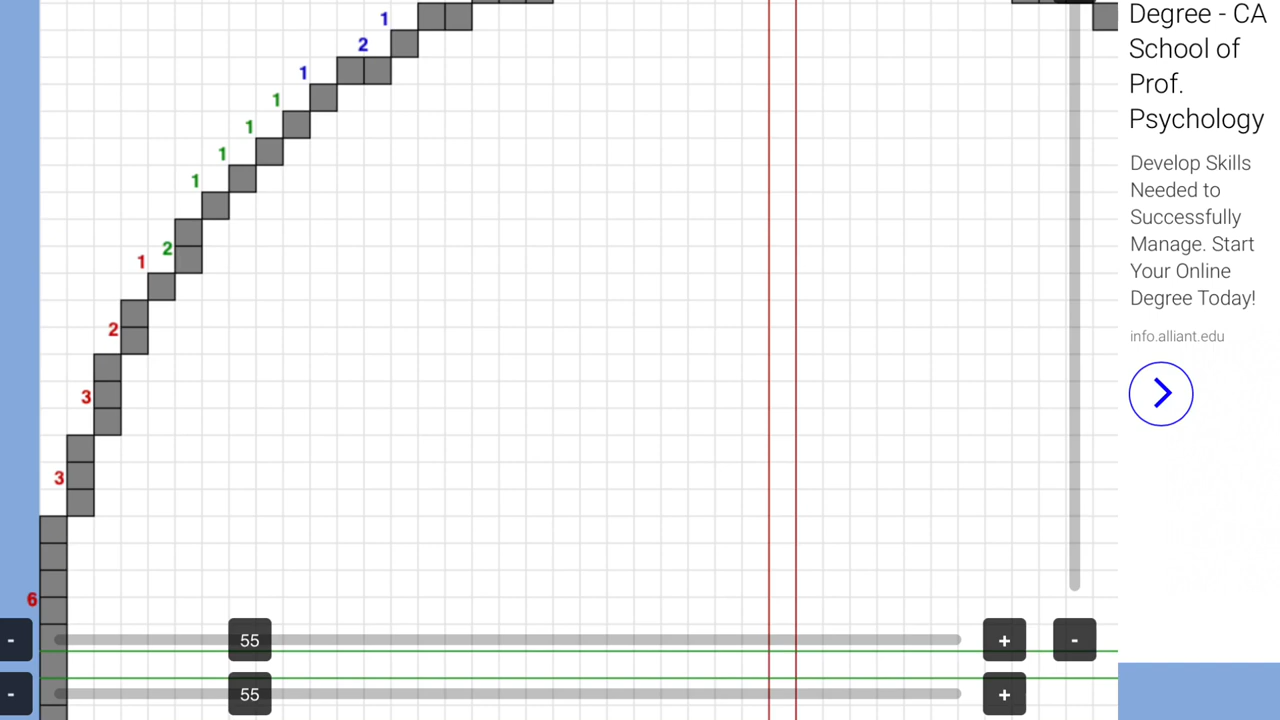 1
2
1
1
1
1
1
2
1
2
3
3
6
- 55 + -
- 55 +
Degree - CA
School of
Prof.
Psychology
Develop Skills
Needed to
Successfully
Manage. Start
Your Online
Degree Today!
info.alliant.edu